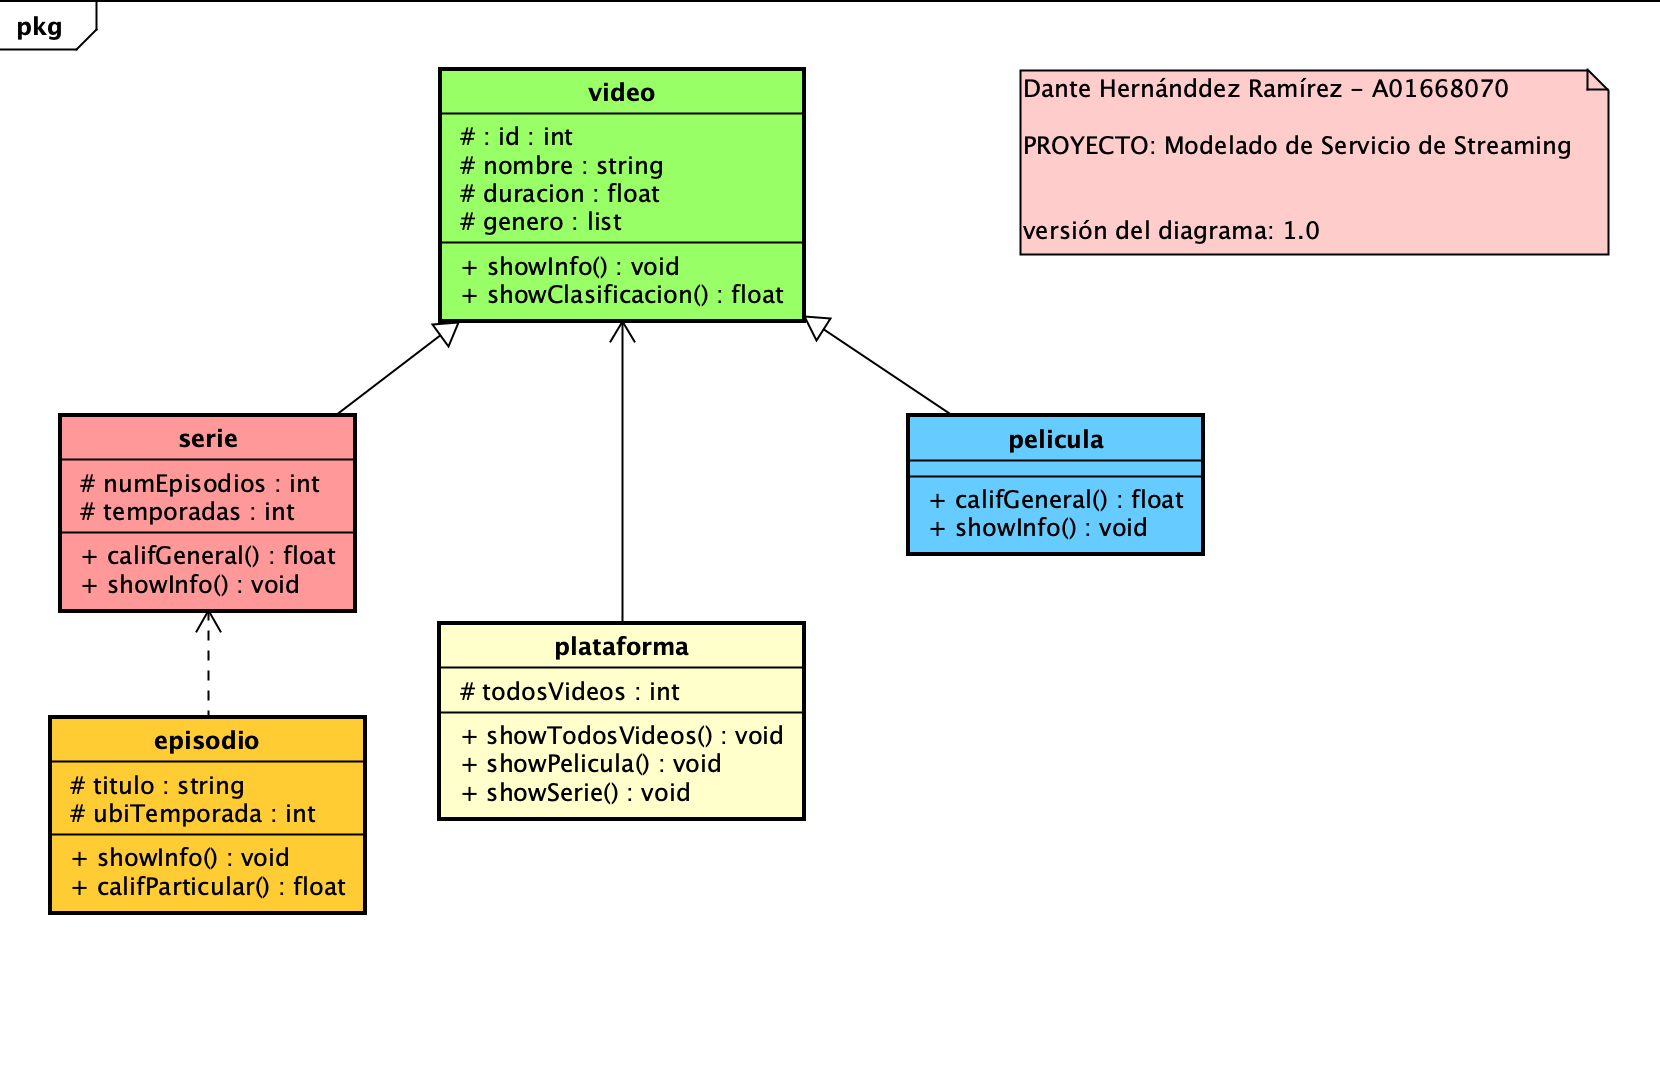 pkg
video
# : id : int
# nombre : string
# duracion : float
# genero : list
+ showInfo() : void
+ showClasificacion() : float
Dante Hernánddez Ramírez - A01668070
PROYECTO: Modelado de Servicio de Streaming
versión del diagrama: 1.0
serie
# numEpisodios : int
# temporadas : int
+ califGeneral() : float
+ showInfo() : void
pelicula
+ califGeneral() : float
+ showInfo() : void
plataforma
# todosVideos : int
+ showTodosVideos() : void
+ showPelicula() : void
+ showSerie() : void
episodio
# titulo : string
# ubiTemporada : int
+ showInfo() : void
+ califParticular() : float